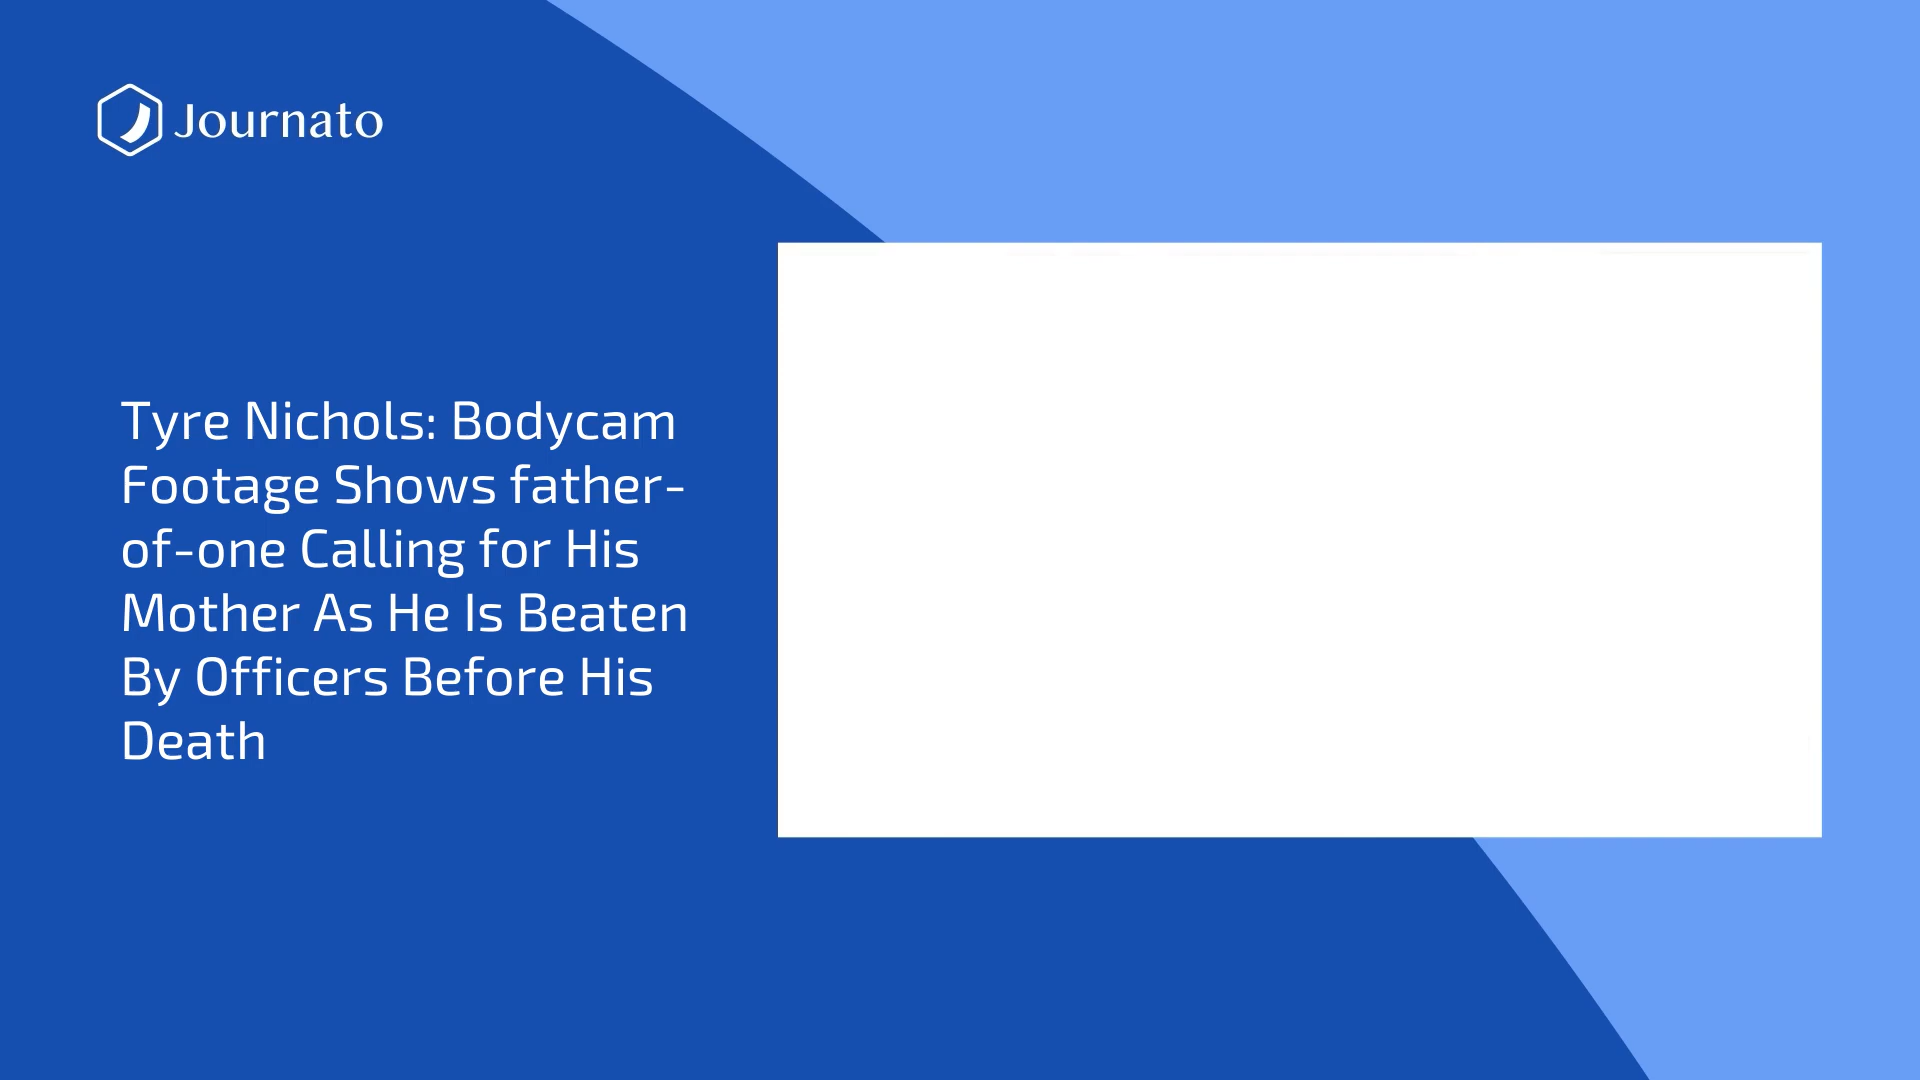 Journato
Tyre Nichols: Bodycam
Footage Shows father-
of-one Calling for His
Mother As He Is Beaten
By Officers Before His
Death